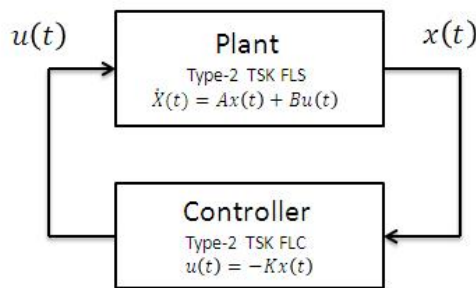 u(t)
x(t)
Plant
Type-2 TSK FLS
Ẋ(t) = Ax(t) + Bu(t)
Controller
Type-2 TSK FLC
u(t) = −Kx(t)